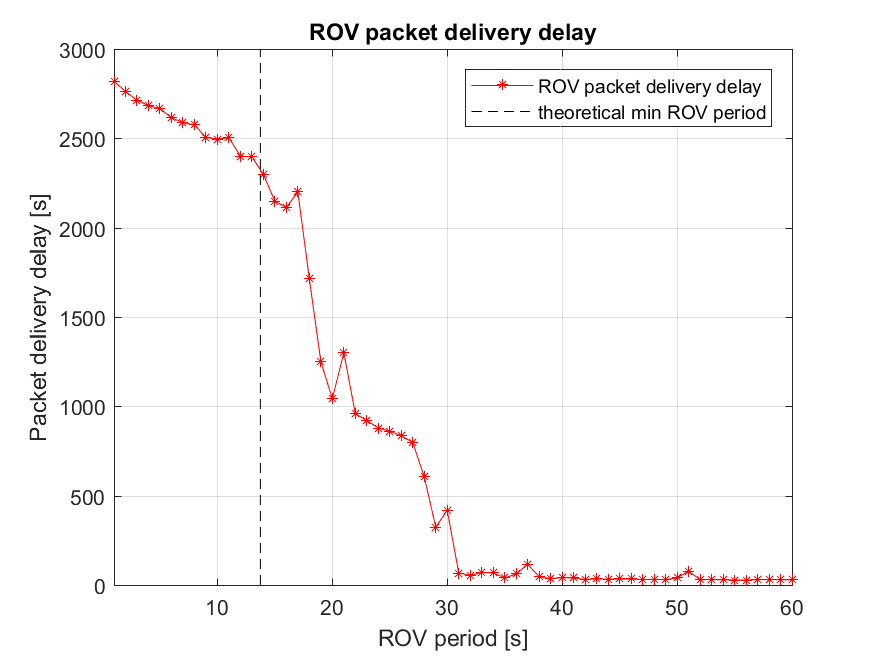 ROV packet delivery delay
3000
2500
2000
1500
1000
500
0
Packet delivery delay [s]
ROV packet delivery delay
theoretical min ROV period
10 20 30 40 50 60
ROV period [s]